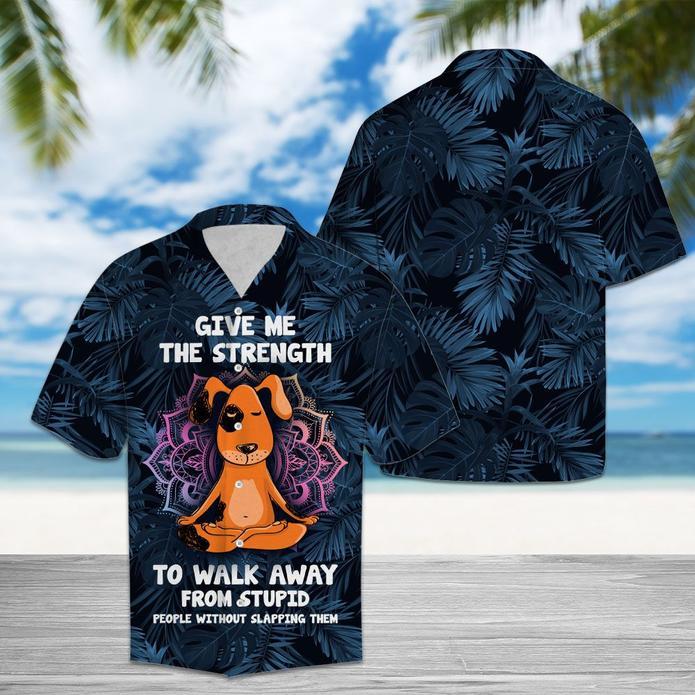 GIVE ME
THE STRENGTH
TO WALK AWAY
FROM STUPID
PEOPLE WITHOUT SLAPPING THEM